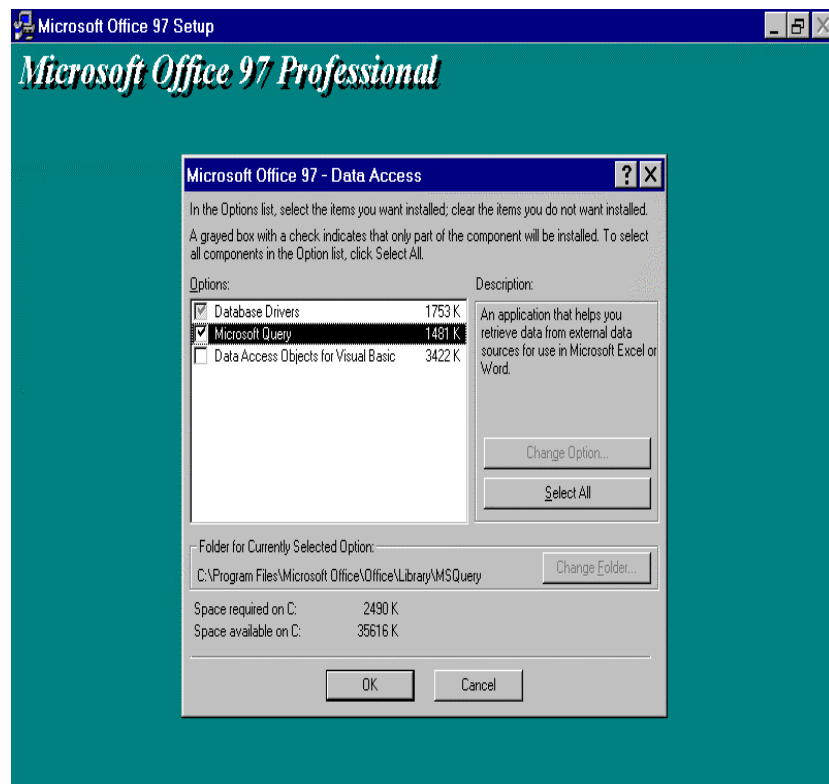 Microsoft Office 97 Setup
Microsoft Office 97 Professional
Microsoft Office 97 - Data Access
In the Options list, select the items you want installed; clear the items you do not want installed.
A grayed box with a check indicates that only part of the component will be installed. To select
all components in the Option list, click Select All.
Options:
Database Drivers 1753 K
Microsoft Query 1481 K
Data Access Objects for Visual Basic 3422 K
Description:
An application that helps you
retrieve data from external data
sources for use in Microsoft Excel or
Word.
Change Option...
Select All
Folder for Currently Selected Option:
C:\Program Files\Microsoft Office\Office\Library\MSQuery
Change Folder...
Space required on C: 2490 K
Space available on C: 35616 K
OK
Cancel